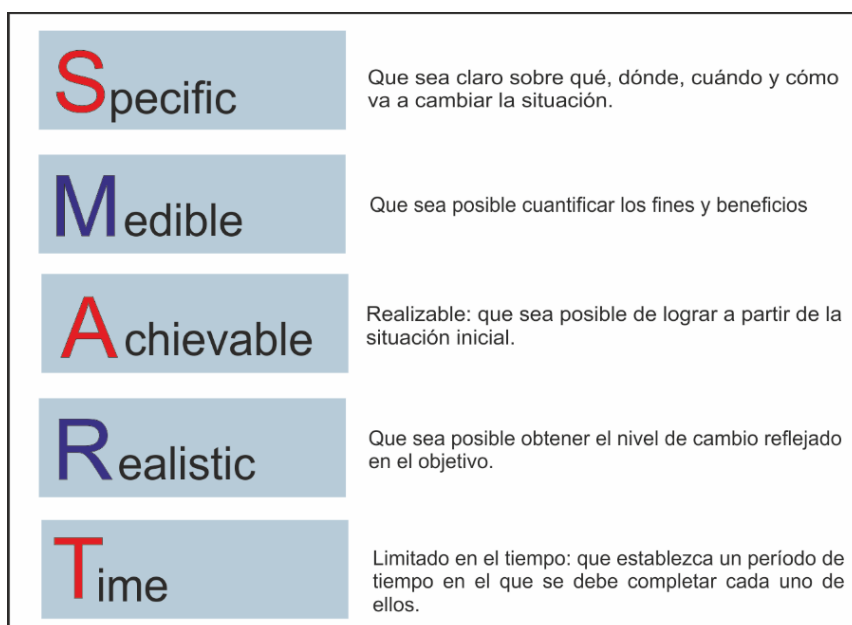 Specific
Que sea claro sobre qué, dónde, cuándo y cómo
va a cambiar la situación.
Medible
Que sea posible cuantificar los fines y beneficios
Achievable
Realizable: que sea posible de lograr a partir de la
situación inicial.
Realistic
Que sea posible obtener el nivel de cambio reflejado
en el objetivo.
Time
Limitado en el tiempo: que establezca un período de
tiempo en el que se debe completar cada uno de
ellos.